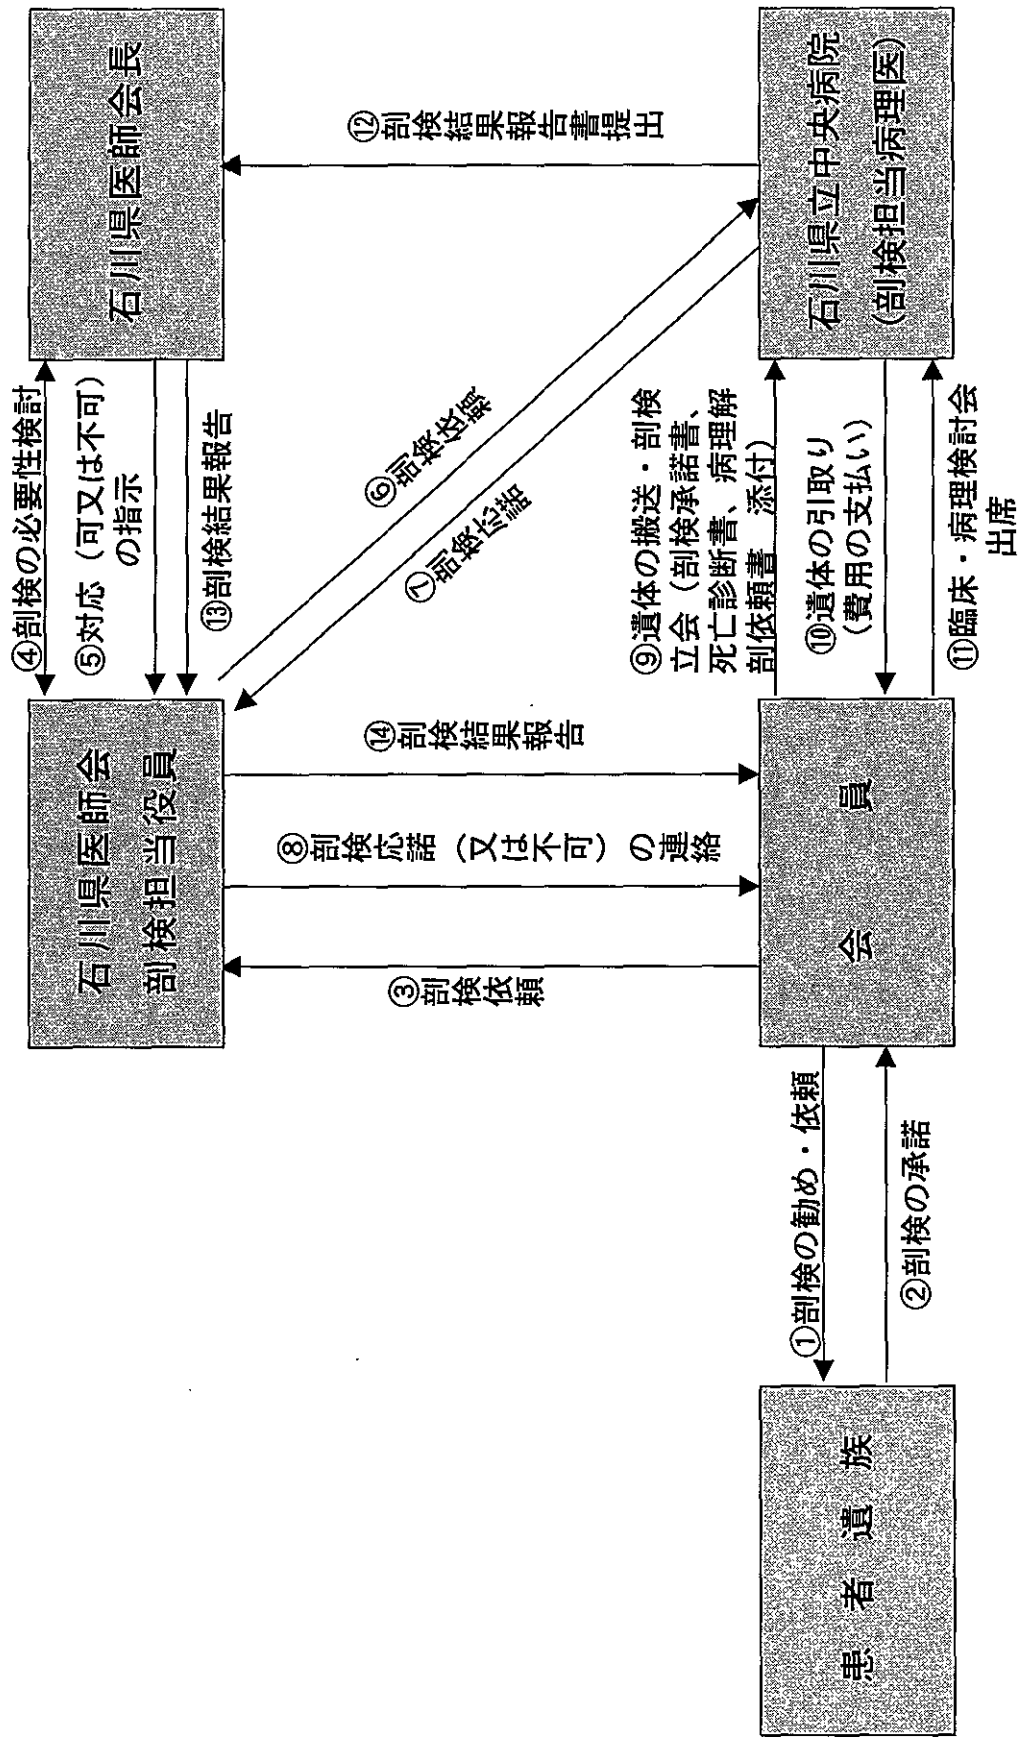 患者遺族
①剖検の勧め・依頼
②剖検の承諾
会員
③剖検依頼
石川県医師会
剖検担当役員
④剖検の必要性検討
⑤対応（可又は不可）
の指示
石川県医師会長
⑥剖検依頼
⑦剖検応諾
石川県立中央病院
（剖検担当病理医）
⑧剖検応諾（又は不可）の連絡
⑨遺体の搬送・剖検
立会（剖検承諾書、
死亡診断書、病理解
剖依頼書　添付）
⑩遺体の引取り
（費用の支払い）
⑪臨床・病理検討会
出席
⑫剖検結果報告書提出
⑬剖検結果報告
⑭剖検結果報告